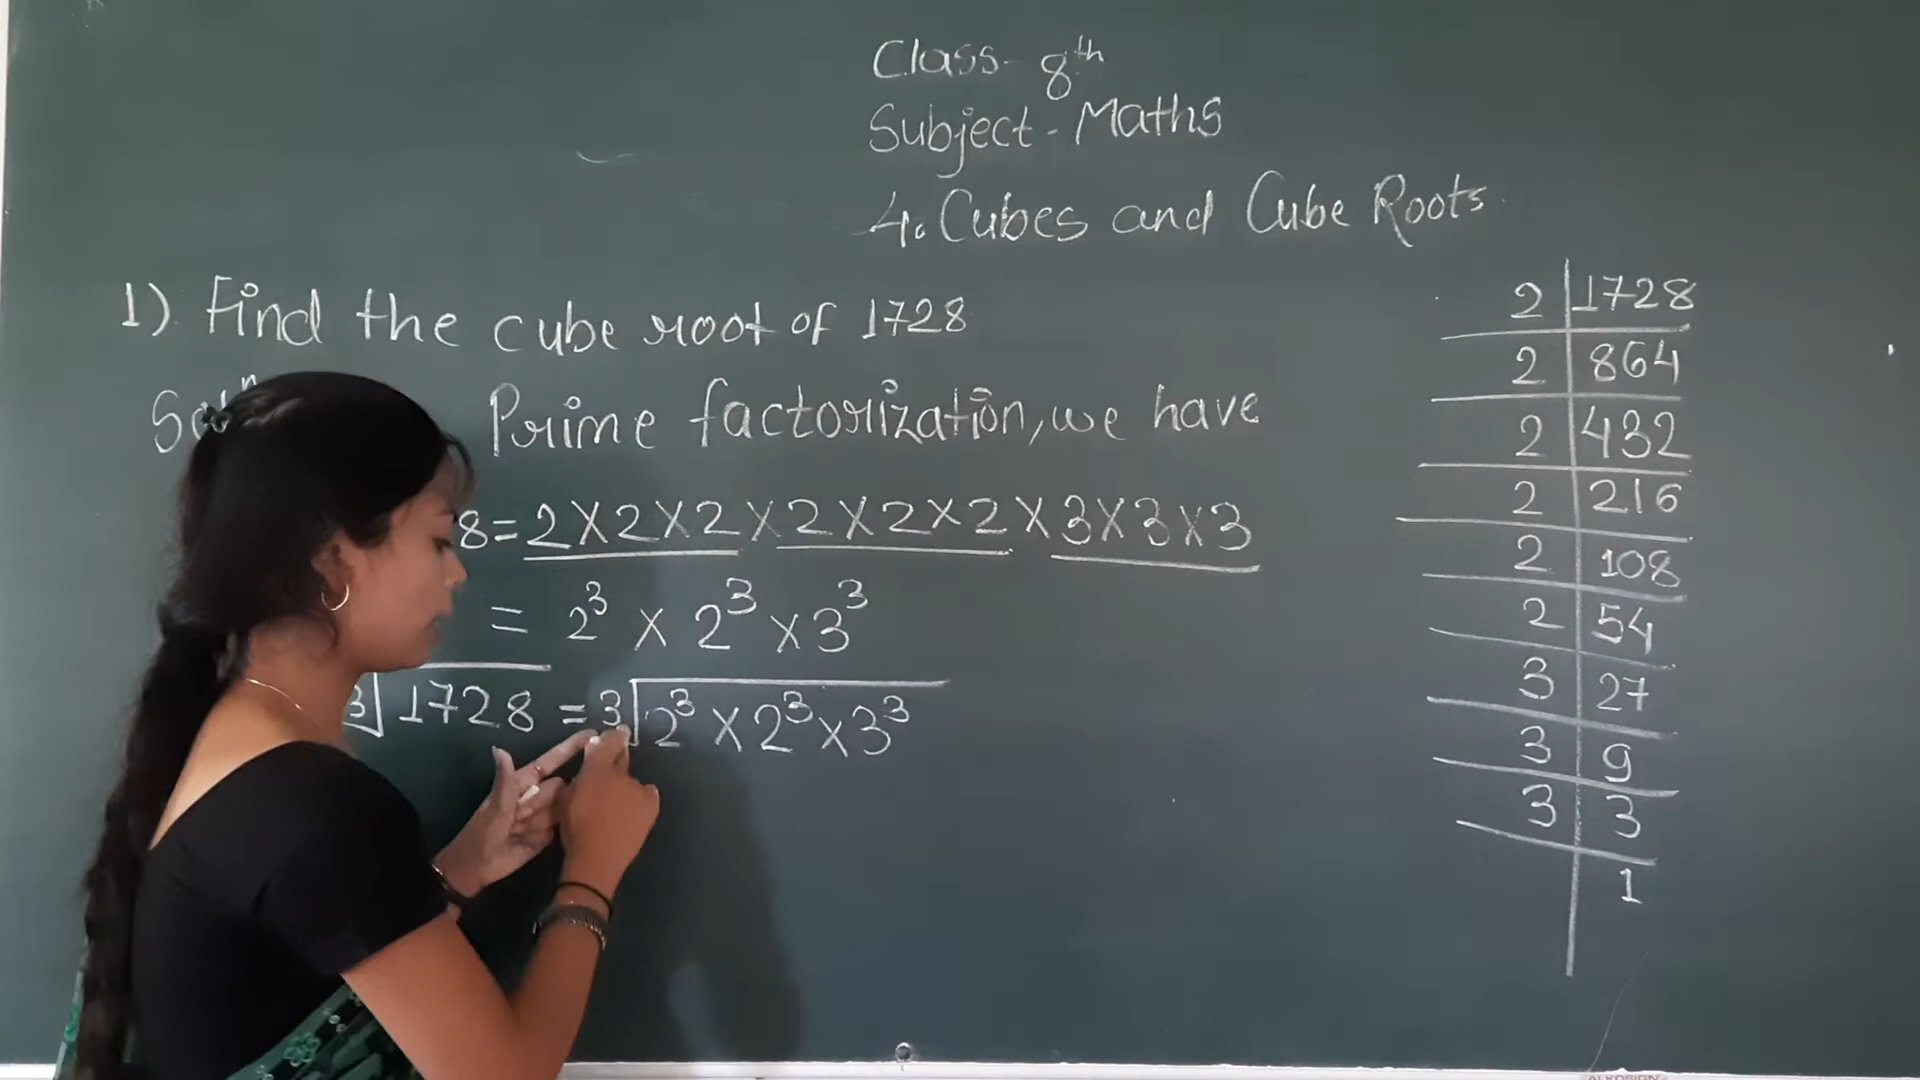 Class- 8th
Subject - Maths
4. Cubes and Cube Roots
1) Find the cube root of 1728
Prime factorization, we have
8 = 2 X 2 X 2 X 2 X 2 X 2 X 3 X 3 X 3
= 2³ X 2³ X 3³
∛1728 = ∛2³ X 2³ X 3³
2 | 1728
2 | 864
2 | 432
2 | 216
2 | 108
2 | 54
3 | 27
3 | 9
3 | 3
| 1